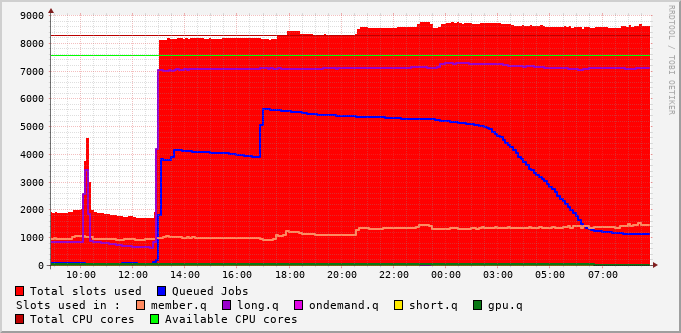 9000
8000
7000
6000
5000
4000
3000
2000
1000
0
10:00 12:00 14:00 16:00 18:00 20:00 22:00 00:00 03:00 05:00 07:00
RRDTOOL / TOBI OETIKER
Total slots used Queued Jobs
Slots used in : member.q long.q ondemand.q short.q gpu.q
Total CPU cores Available CPU cores